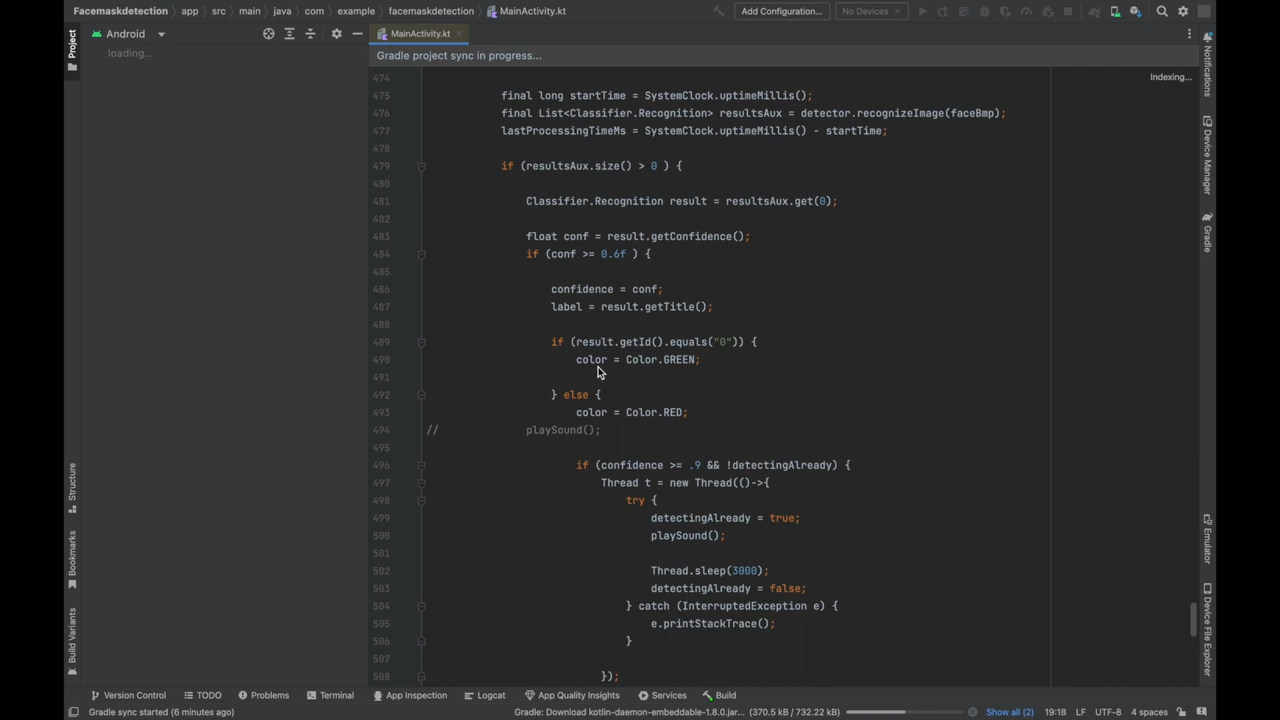 Facemaskdetection > app > src > main > java > com > example > facemaskdetection > MainActivity.kt
Add Configuration...
No Devices
Project
Android
MainActivity.kt
loading...
Gradle project sync in progress...
Indexing...
474
475 final long startTime = SystemClock.uptimeMillis();
476 final List<Classifier.Recognition> resultsAux = detector.recognizeImage(faceBmp);
477 lastProcessingTimeMs = SystemClock.uptimeMillis() - startTime;
478
479 if (resultsAux.size() > 0 ) {
480
481 Classifier.Recognition result = resultsAux.get(0);
482
483 float conf = result.getConfidence();
484 if (conf >= 0.6f ) {
485
486 confidence = conf;
487 label = result.getTitle();
488
489 if (result.getId().equals("0")) {
490 color = Color.GREEN;
491
492 } else {
493 color = Color.RED;
494 // playSound();
495
496 if (confidence >= .9 && !detectingAlready) {
497 Thread t = new Thread(()->{
498 try {
499 detectingAlready = true;
500 playSound();
501
502 Thread.sleep(3000);
503 detectingAlready = false;
504 } catch (InterruptedException e) {
505 e.printStackTrace();
506 }
507
508 });
Structure
Bookmarks
Build Variants
Notifications
Device Manager
Gradle
Emulator
Device File Explorer
Version Control
TODO
Problems
Terminal
App Inspection
Logcat
App Quality Insights
Services
Build
Gradle sync started (6 minutes ago)
Gradle: Download kotlin-daemon-embeddable-1.8.0.jar... (370.5 kB / 732.22 kB)
Show all (2)
19:18
LF
UTF-8
4 spaces